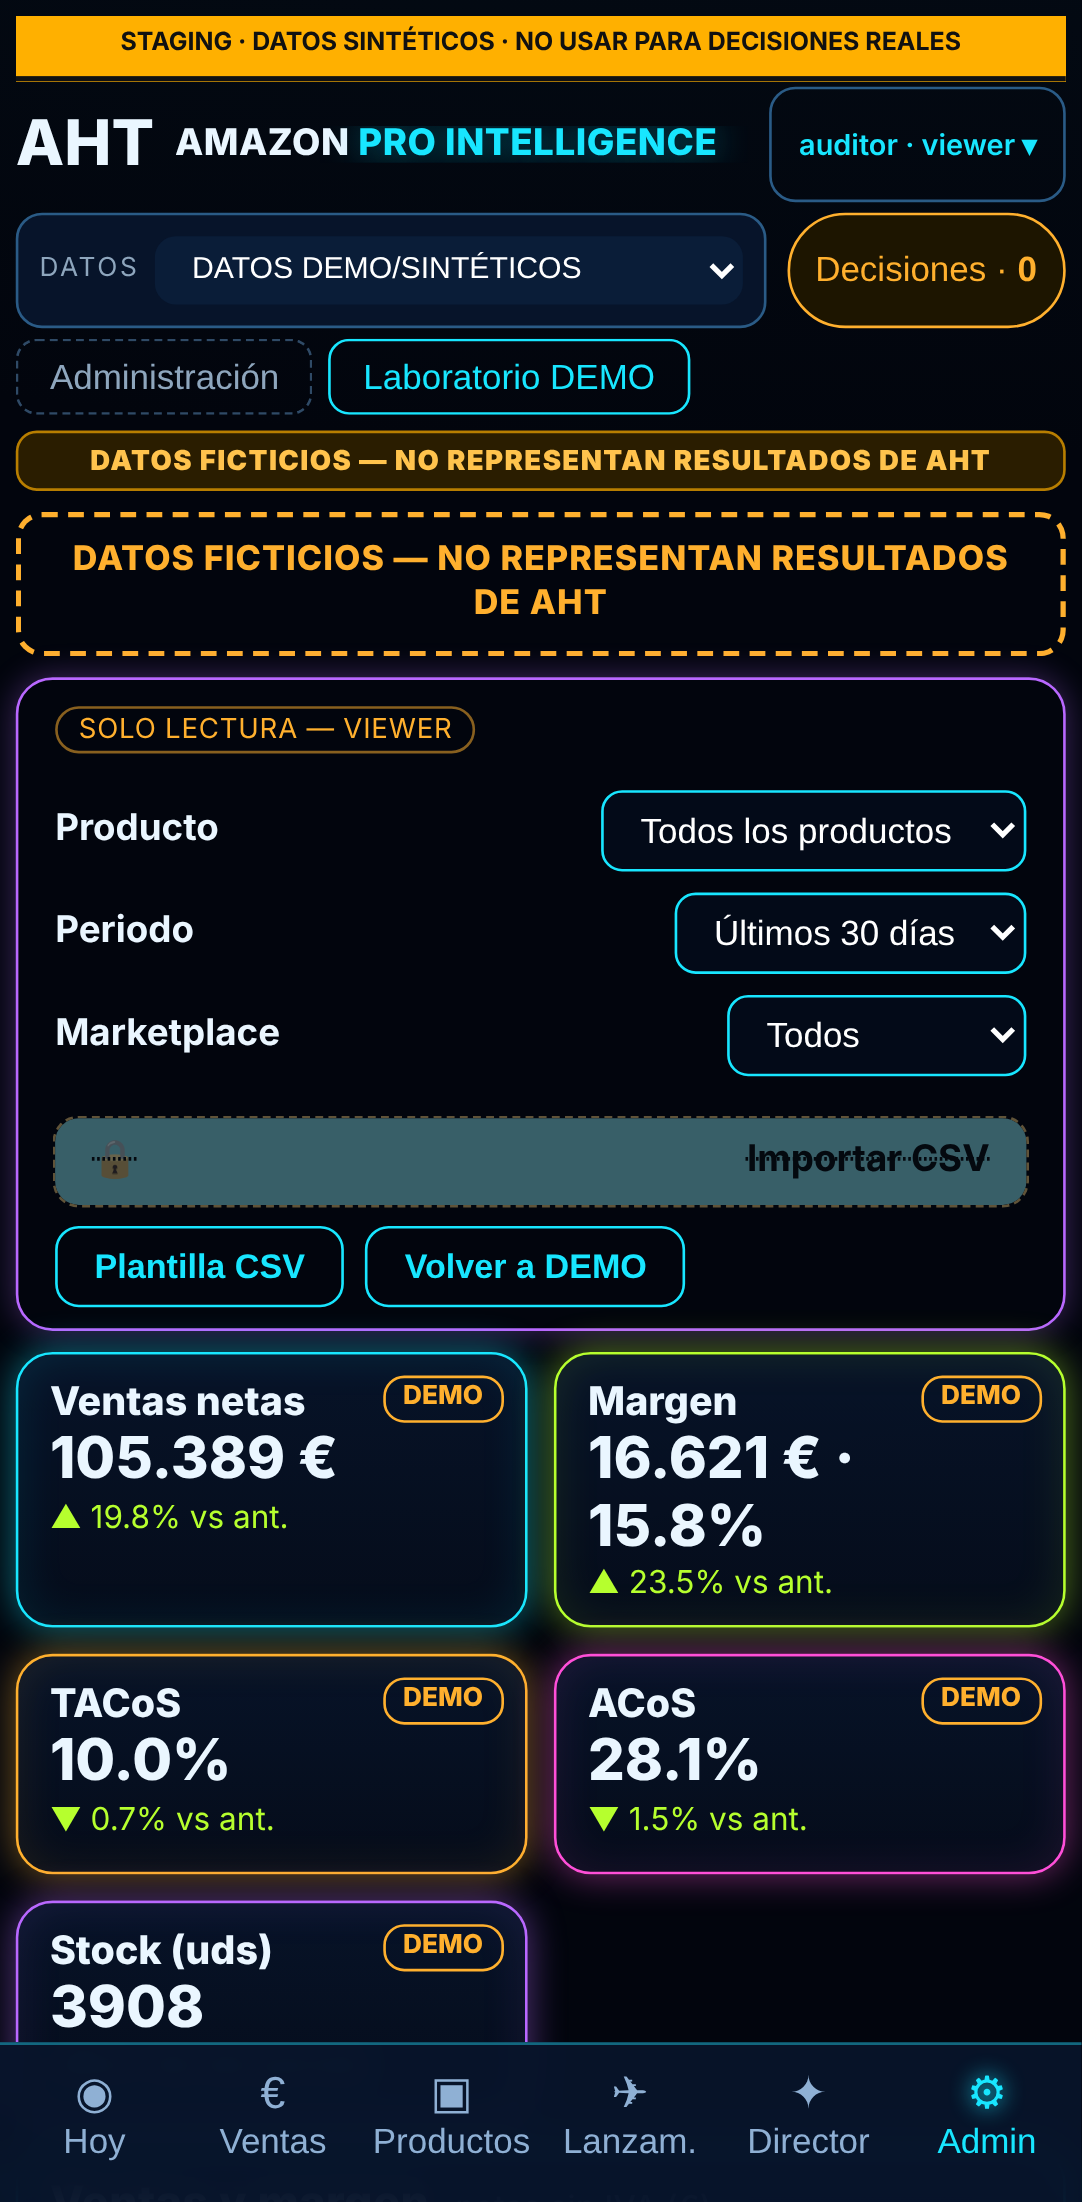 STAGING · DATOS SINTÉTICOS · NO USAR PARA DECISIONES REALES
AHT AMAZON PRO INTELLIGENCE
auditor · viewer ▾
DATOS DATOS DEMO/SINTÉTICOS
Decisiones · 0
Administración
Laboratorio DEMO
DATOS FICTICIOS — NO REPRESENTAN RESULTADOS DE AHT
DATOS FICTICIOS — NO REPRESENTAN RESULTADOS
DE AHT
SOLO LECTURA — VIEWER
Producto
Todos los productos
Periodo
Últimos 30 días
Marketplace
Todos
🔒 Importar CSV
Plantilla CSV
Volver a DEMO
Ventas netas
DEMO
105.389 €
▲ 19.8% vs ant.
Margen
DEMO
16.621 € ·
15.8%
▲ 23.5% vs ant.
TACoS
DEMO
10.0%
▼ 0.7% vs ant.
ACoS
DEMO
28.1%
▼ 1.5% vs ant.
Stock (uds)
DEMO
3908
Hoy
€
Ventas
Productos
Lanzam.
Director
Admin